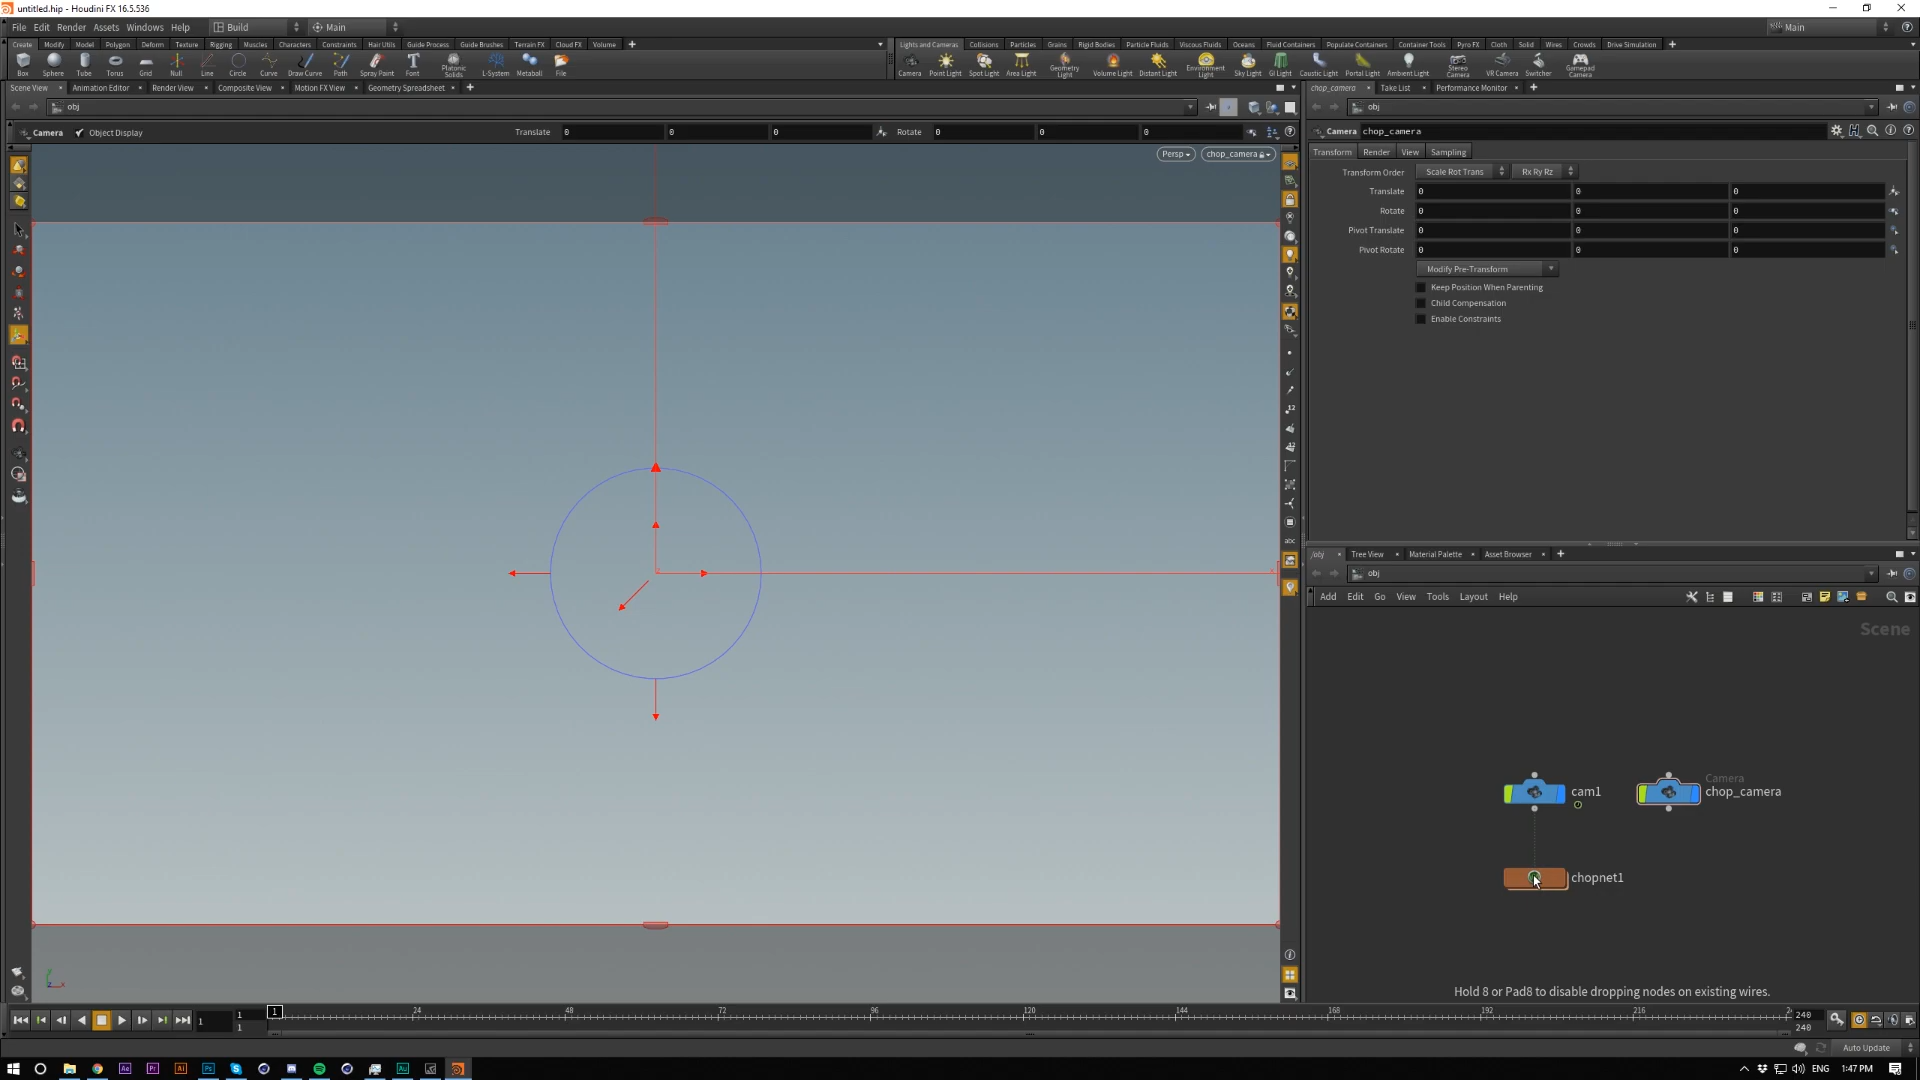 untitled.hip - Houdini FX 16.5.536
File Edit Render Assets Windows Help Build Main Main
Create Modify Model Polygon Deform Texture Rigging Muscles Characters Constraints Hair Utils Guide Process Guide Brushes Terrain FX Cloud FX Volume
Lights and Cameras Collisions Particles Grains Rigid Bodies Particle Fluids Viscous Fluids Oceans Fluid Containers Populate Containers Container Tools Pyro FX Cloth Solid Wires Crowds Drive Simulation
Box Sphere Tube Torus Grid Null Line Circle Curve Draw Curve Path Spray Paint Font Platonic Solids L-System Metaball File
Camera Point Light Spot Light Area Light Geometry Light Volume Light Distant Light Environment Light Sky Light GI Light Caustic Light Portal Light Ambient Light Stereo Camera VR Camera Switcher Gamepad Camera
Scene View Animation Editor Render View Composite View Motion FX View Geometry Spreadsheet
chop_camera Take List Performance Monitor
obj
obj
Camera Object Display Translate 0 0 0 Rotate 0 0 0
Camera chop_camera
Persp chop_camera
Transform Render View Sampling
Transform Order Scale Rot Trans Rx Ry Rz
Translate 0 0 0
Rotate 0 0 0
Pivot Translate 0 0 0
Pivot Rotate 0 0 0
Modify Pre-Transform
Keep Position When Parenting
Child Compensation
Enable Constraints
/obj Tree View Material Palette Asset Browser
obj
Add Edit Go View Tools Layout Help
Scene
cam1
Camera
chop_camera
chopnet1
Hold 8 or Pad8 to disable dropping nodes on existing wires.
abc
1 1 1 1 24 48 72 96 120 144 168 192 216 240 240
Auto Update
ENG 1:47 PM